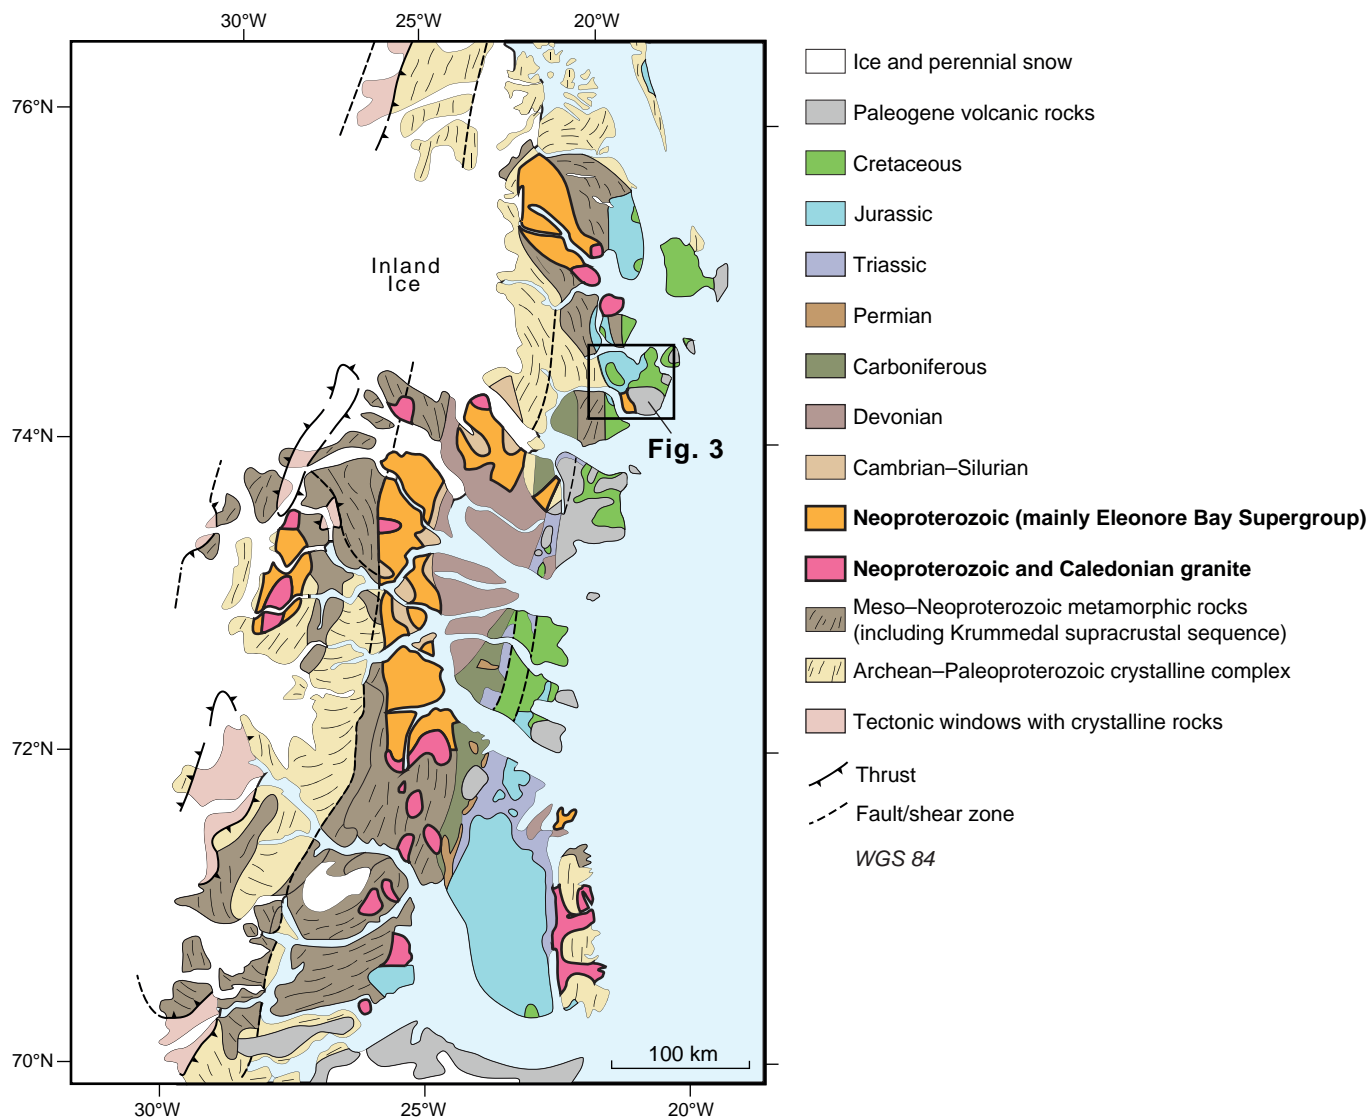 30°W 25°W 20°W
76°N
74°N
72°N
70°N
Inland
Ice
Fig. 3
100 km
30°W 25°W 20°W
Ice and perennial snow
Paleogene volcanic rocks
Cretaceous
Jurassic
Triassic
Permian
Carboniferous
Devonian
Cambrian–Silurian
Neoproterozoic (mainly Eleonore Bay Supergroup)
Neoproterozoic and Caledonian granite
Meso–Neoproterozoic metamorphic rocks
(including Krummedal supracrustal sequence)
Archean–Paleoproterozoic crystalline complex
Tectonic windows with crystalline rocks
Thrust
Fault/shear zone
WGS 84